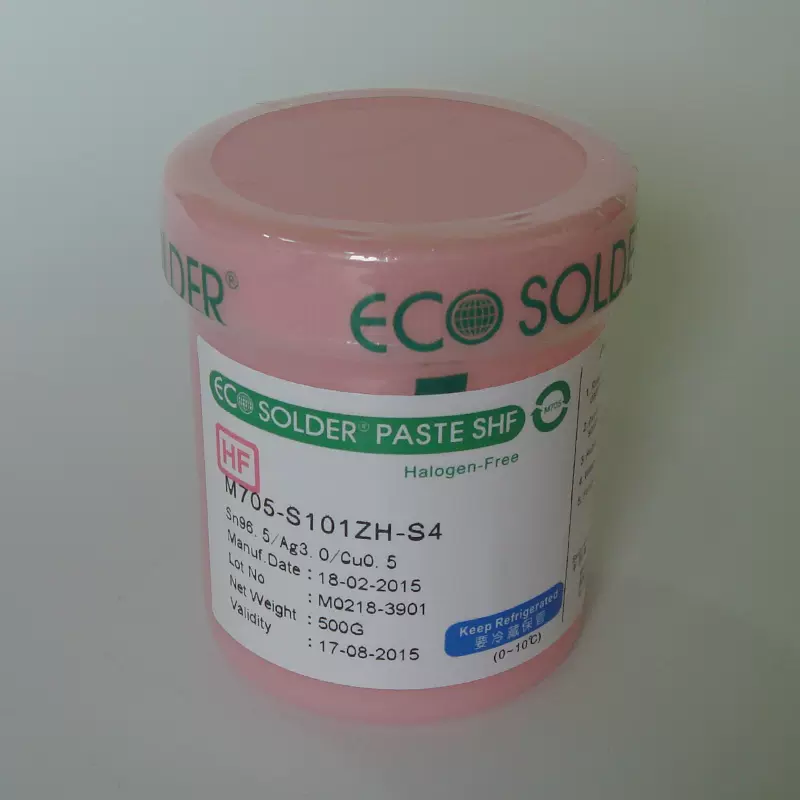 ECO SOLDER
ECO SOLDER® PASTE SHF
M705
Halogen-Free
HF
M705-S101ZH-S4
Sn96.5/Ag3.0/Cu0.5
Manuf.Date : 18-02-2015
Lot No : M0218-3901
Net Weight : 500G
Validity : 17-08-2015
Keep Refrigerated
要冷藏保管
(0~10℃)